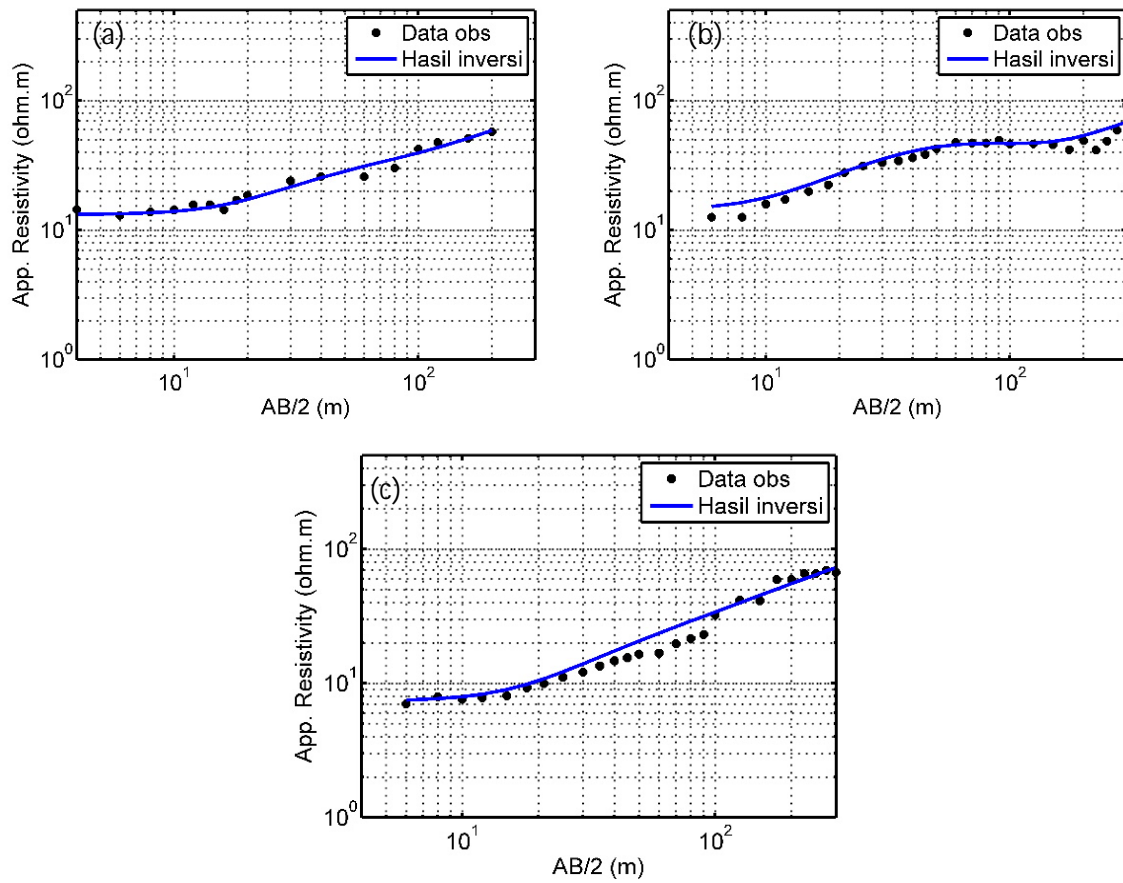 (a)
Data obs
Hasil inversi
App. Resistivity (ohm.m)
10^2
10^1
10^0
10^1
10^2
AB/2 (m)
(b)
Data obs
Hasil inversi
App. Resistivity (ohm.m)
10^2
10^1
10^0
10^1
10^2
AB/2 (m)
(c)
Data obs
Hasil inversi
App. Resistivity (ohm.m)
10^2
10^1
10^0
10^1
10^2
AB/2 (m)